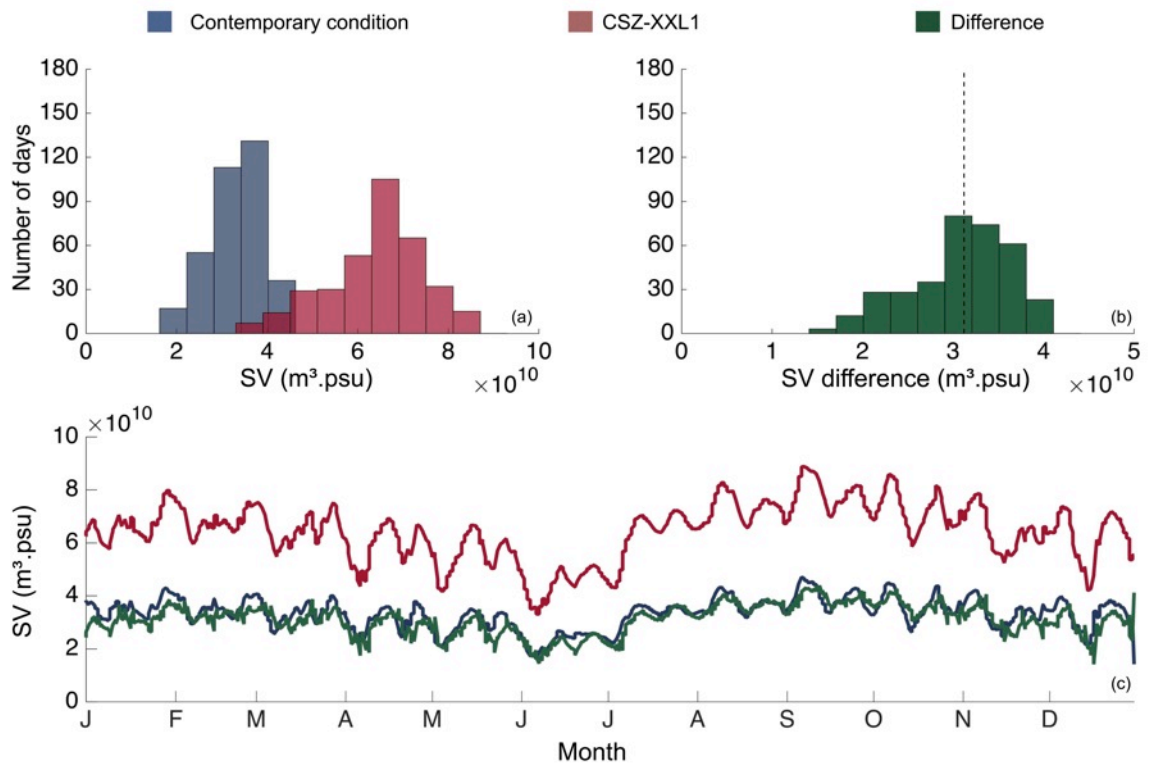 Contemporary condition CSZ-XXL1 Difference
180 180
150 150
120 120
90 90
60 60
30 30
0 0
Number of days
(a) (b)
0 2 4 6 8 10 0 1 2 3 4 5
SV (m³.psu) ×10¹⁰ SV difference (m³.psu) ×10¹⁰
×10¹⁰
10
8
6
4
2
0
SV (m³.psu)
(c)
J F M A M J J A S O N D
Month